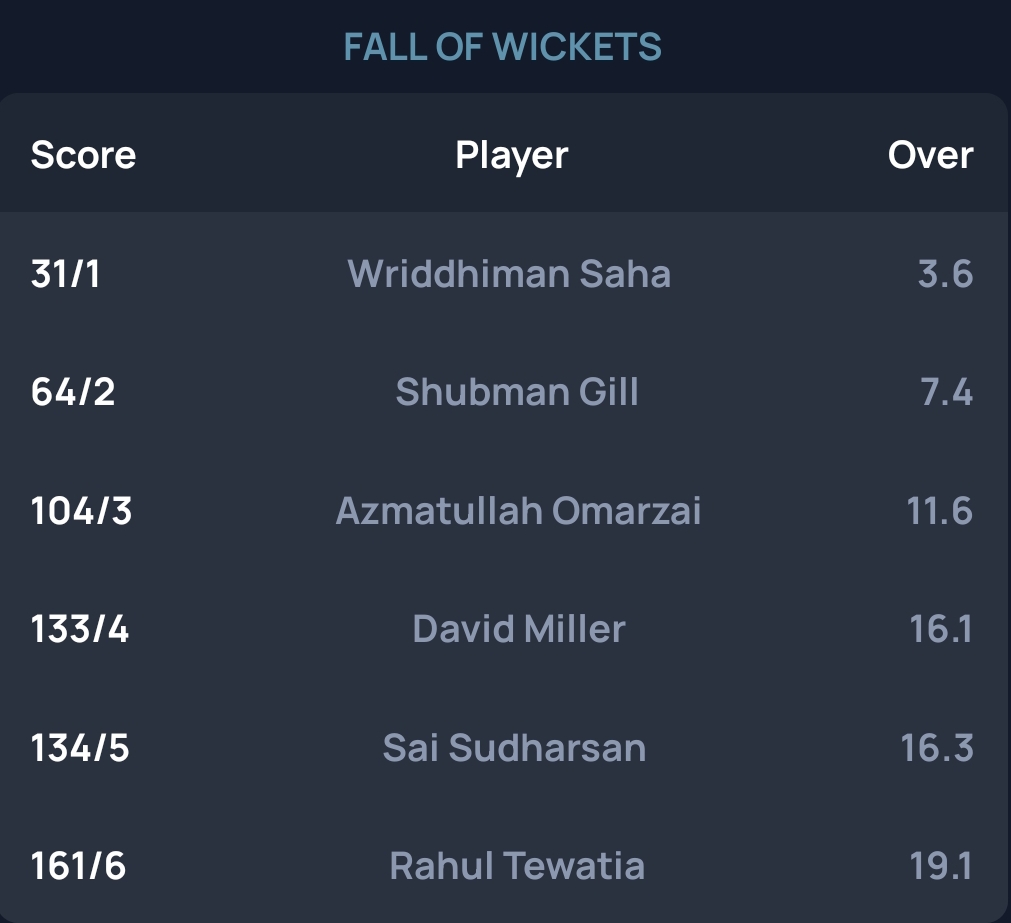 FALL OF WICKETS
Score Player Over
31/1 Wriddhiman Saha 3.6
64/2 Shubman Gill 7.4
104/3 Azmatullah Omarzai 11.6
133/4 David Miller 16.1
134/5 Sai Sudharsan 16.3
161/6 Rahul Tewatia 19.1